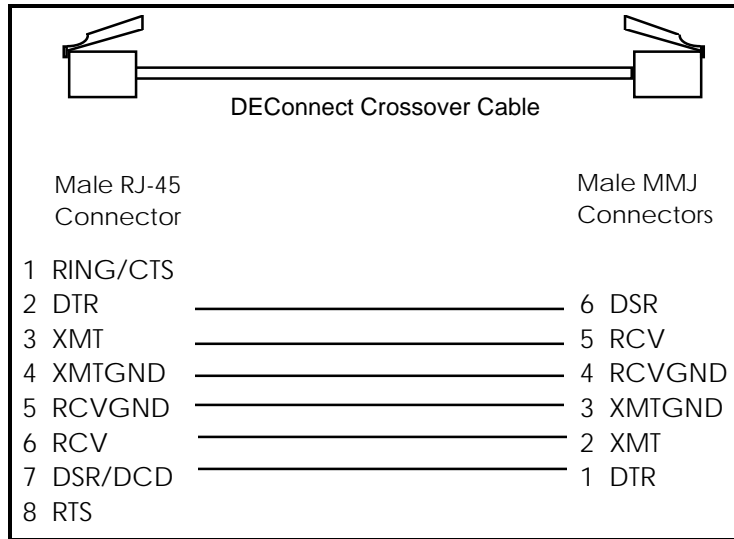 DEConnect Crossover Cable
Male RJ-45
Connector
Male MMJ
Connectors
1 RING/CTS
2 DTR 6 DSR
3 XMT 5 RCV
4 XMTGND 4 RCVGND
5 RCVGND 3 XMTGND
6 RCV 2 XMT
7 DSR/DCD 1 DTR
8 RTS